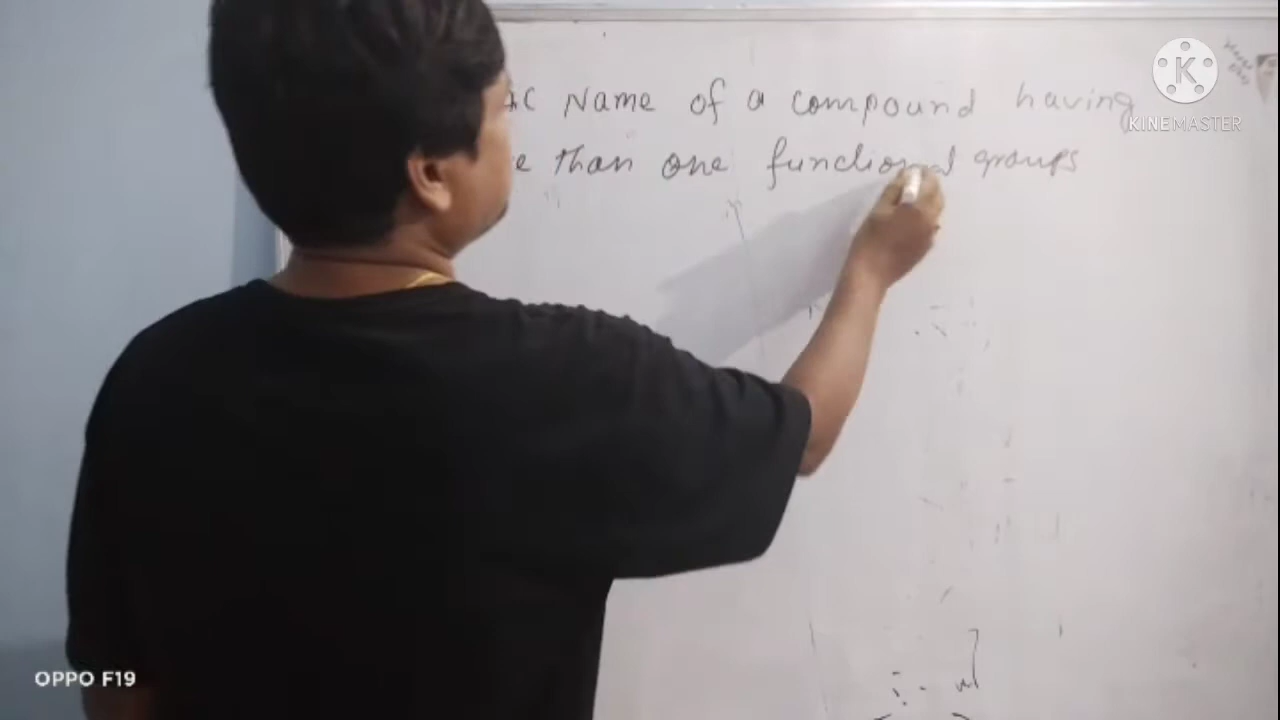 AC Name of a compound having
e than one functional groups
KINEMASTER
OPPO F19